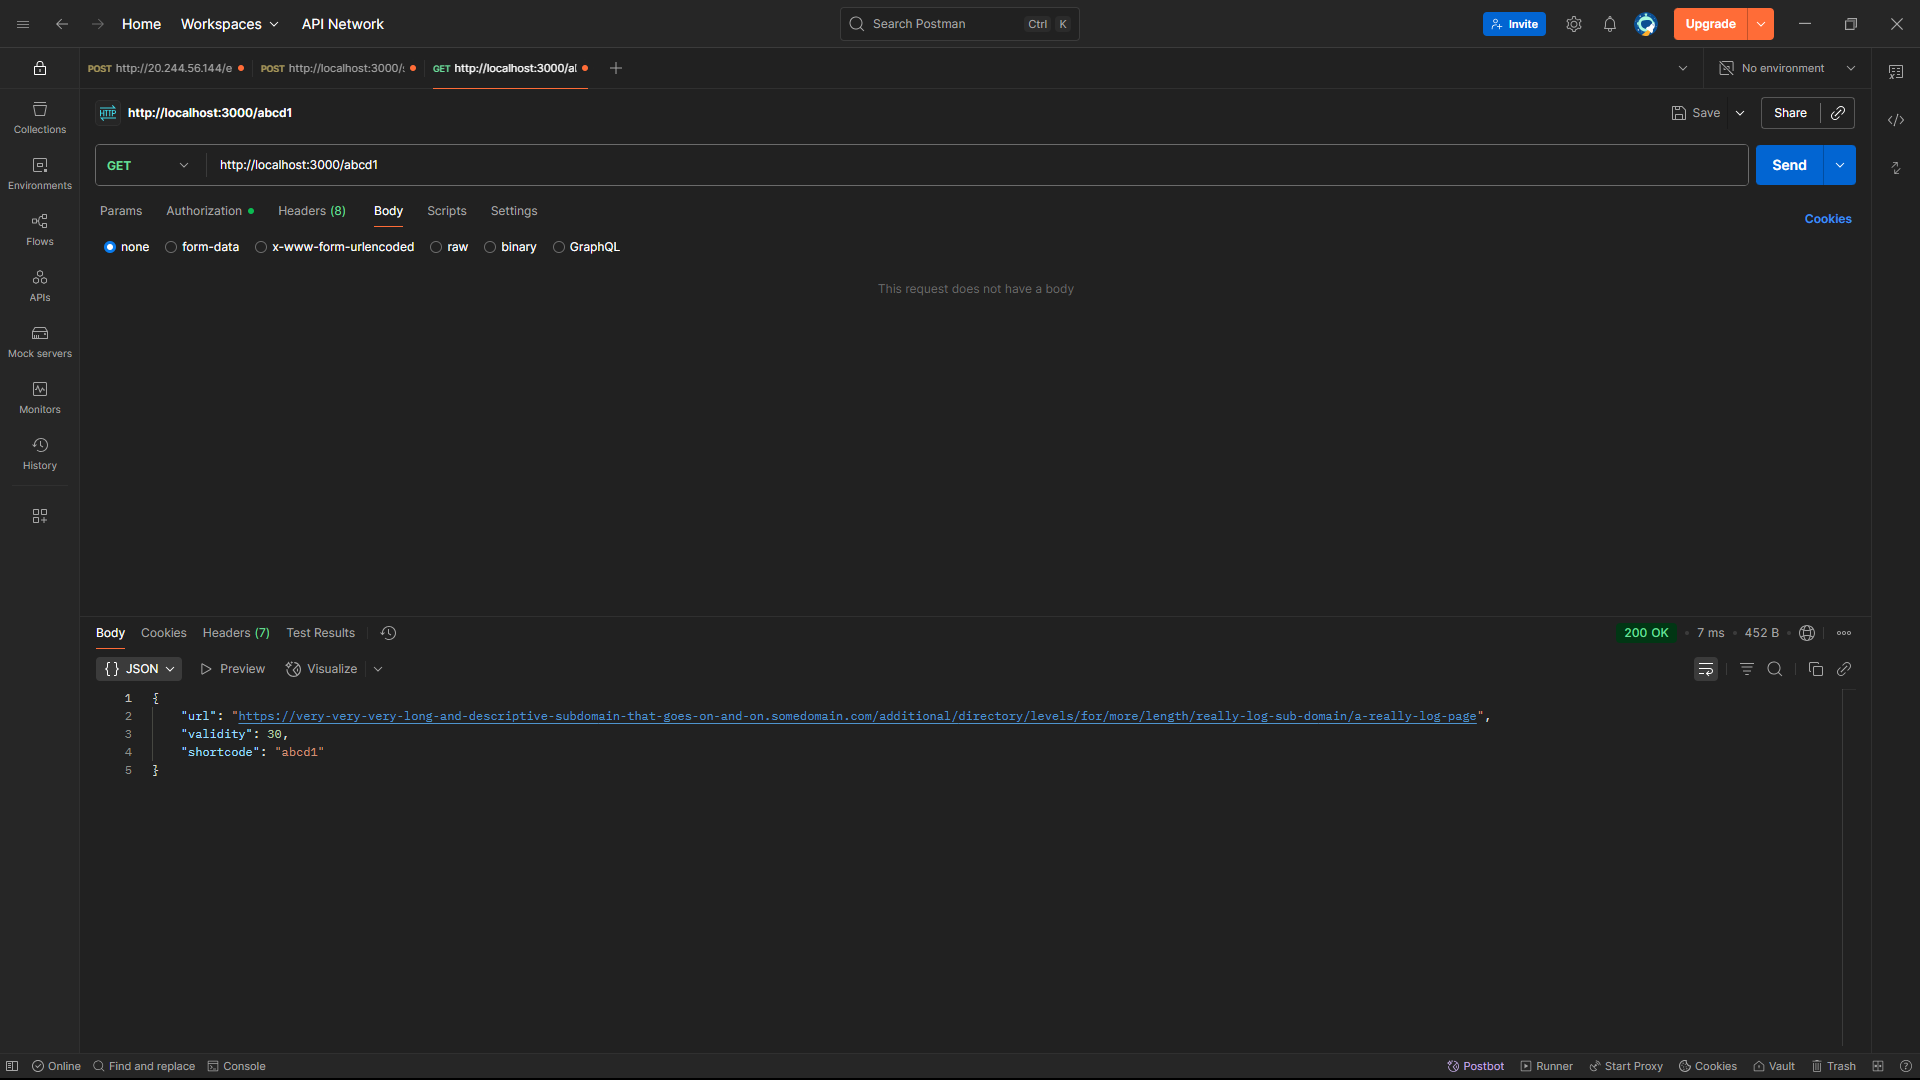 Home Workspaces API Network Search Postman Ctrl K Invite Upgrade
POST http://20.244.56.144/e POST http://localhost:3000/s GET http://localhost:3000/al No environment
HTTP http://localhost:3000/abcd1 Save Share
GET http://localhost:3000/abcd1 Send
Params Authorization Headers (8) Body Scripts Settings Cookies
none form-data x-www-form-urlencoded raw binary GraphQL
This request does not have a body
Collections
Environments
Flows
APIs
Mock servers
Monitors
History
Body Cookies Headers (7) Test Results 200 OK • 7 ms • 452 B •
{ } JSON Preview Visualize
1 {
2 "url": "https://very-very-very-long-and-descriptive-subdomain-that-goes-on-and-on.somedomain.com/additional/directory/levels/for/more/length/really-log-sub-domain/a-really-log-page",
3 "validity": 30,
4 "shortcode": "abcd1"
5 }
Online Find and replace Console Postbot Runner Start Proxy Cookies Vault Trash